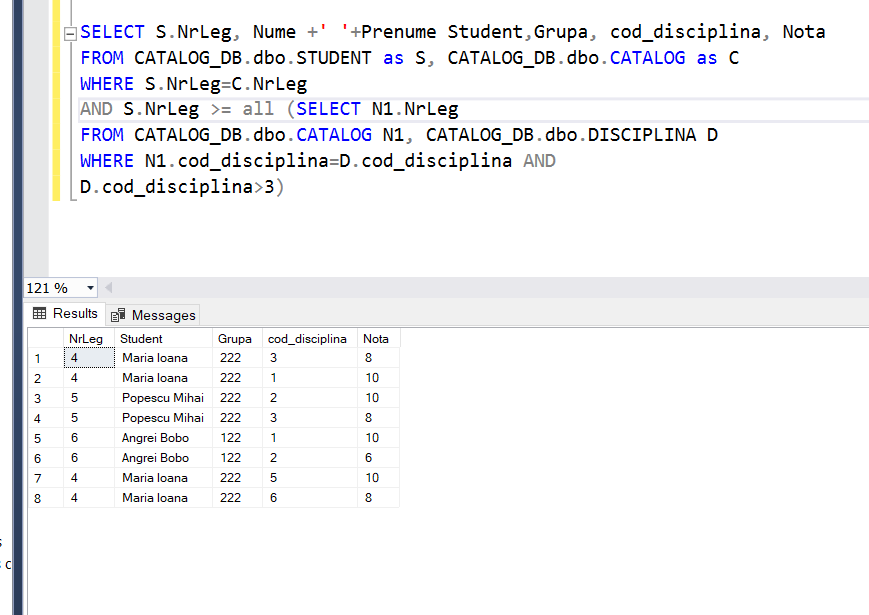 SELECT S.NrLeg, Nume +' '+Prenume Student,Grupa, cod_disciplina, Nota
FROM CATALOG_DB.dbo.STUDENT as S, CATALOG_DB.dbo.CATALOG as C
WHERE S.NrLeg=C.NrLeg
AND S.NrLeg >= all (SELECT N1.NrLeg
FROM CATALOG_DB.dbo.CATALOG N1, CATALOG_DB.dbo.DISCIPLINA D
WHERE N1.cod_disciplina=D.cod_disciplina AND
D.cod_disciplina>3)
121 %
Results Messages
NrLeg Student Grupa cod_disciplina Nota
1 4 Maria Ioana 222 3 8
2 4 Maria Ioana 222 1 10
3 5 Popescu Mihai 222 2 10
4 5 Popescu Mihai 222 3 8
5 6 Angrei Bobo 122 1 10
6 6 Angrei Bobo 122 2 6
7 4 Maria Ioana 222 5 10
8 4 Maria Ioana 222 6 8